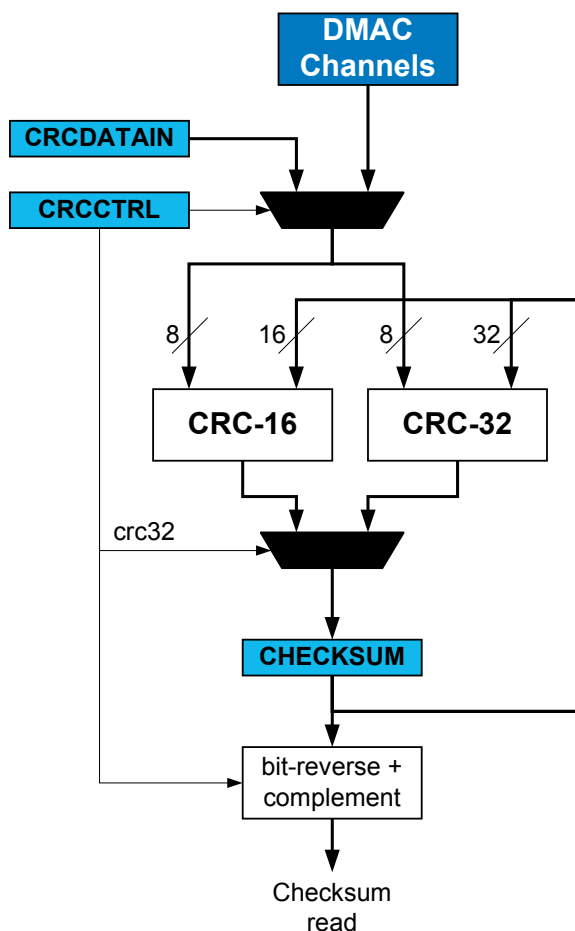 DMAC
Channels
CRCDATAIN
CRCCTRL
8
16
8
32
CRC-16
CRC-32
crc32
CHECKSUM
bit-reverse +
complement
Checksum
read